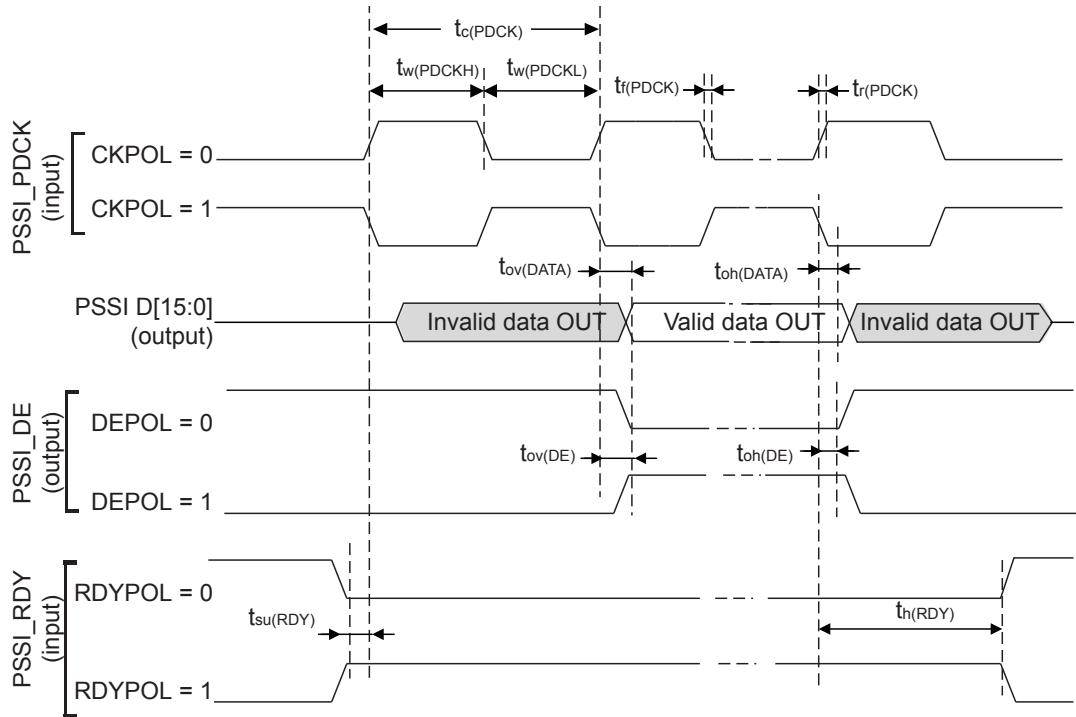 tc(PDCK)
tw(PDCKH)
tw(PDCKL)
tf(PDCK)
tr(PDCK)
PSSI_PDCK
(input)
CKPOL = 0
CKPOL = 1
tov(DATA)
toh(DATA)
PSSI D[15:0]
(output)
Invalid data OUT
Valid data OUT
Invalid data OUT
PSSI_DE
(output)
DEPOL = 0
tov(DE)
toh(DE)
DEPOL = 1
PSSI_RDY
(input)
RDYPOL = 0
tsu(RDY)
th(RDY)
RDYPOL = 1